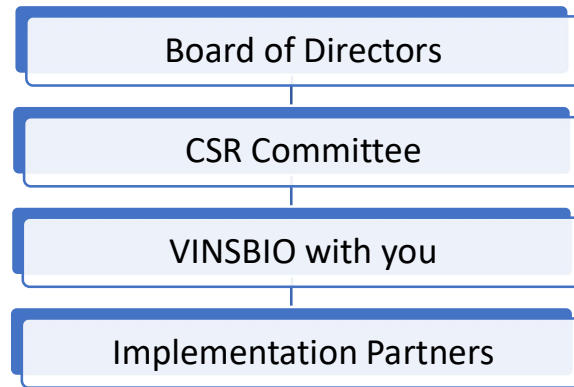 Board of Directors
CSR Committee
VINSBIO with you
Implementation Partners